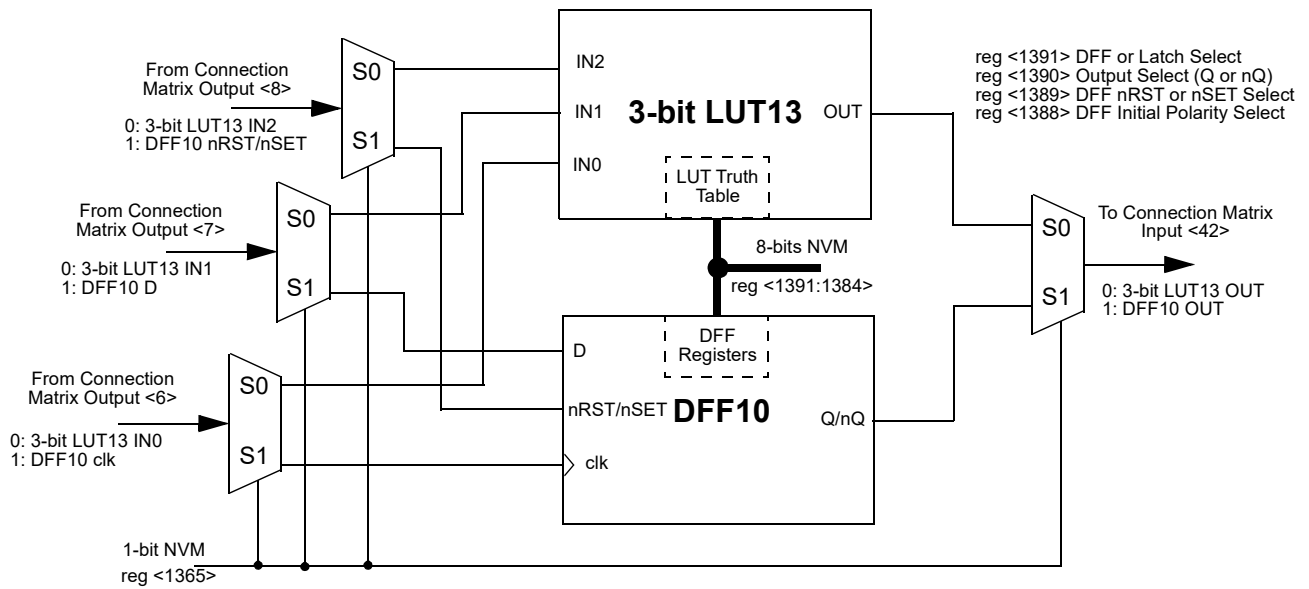 From Connection
Matrix Output <8>
0: 3-bit LUT13 IN2
1: DFF10 nRST/nSET
S0
S1
From Connection
Matrix Output <7>
0: 3-bit LUT13 IN1
1: DFF10 D
S0
S1
From Connection
Matrix Output <6>
0: 3-bit LUT13 IN0
1: DFF10 clk
S0
S1
1-bit NVM
reg <1365>
IN2
IN1
IN0
3-bit LUT13
OUT
LUT Truth
Table
8-bits NVM
reg <1391:1384>
DFF
Registers
D
nRST/nSET
DFF10
Q/nQ
clk
reg <1391> DFF or Latch Select
reg <1390> Output Select (Q or nQ)
reg <1389> DFF nRST or nSET Select
reg <1388> DFF Initial Polarity Select
S0
S1
To Connection Matrix
Input <42>
0: 3-bit LUT13 OUT
1: DFF10 OUT